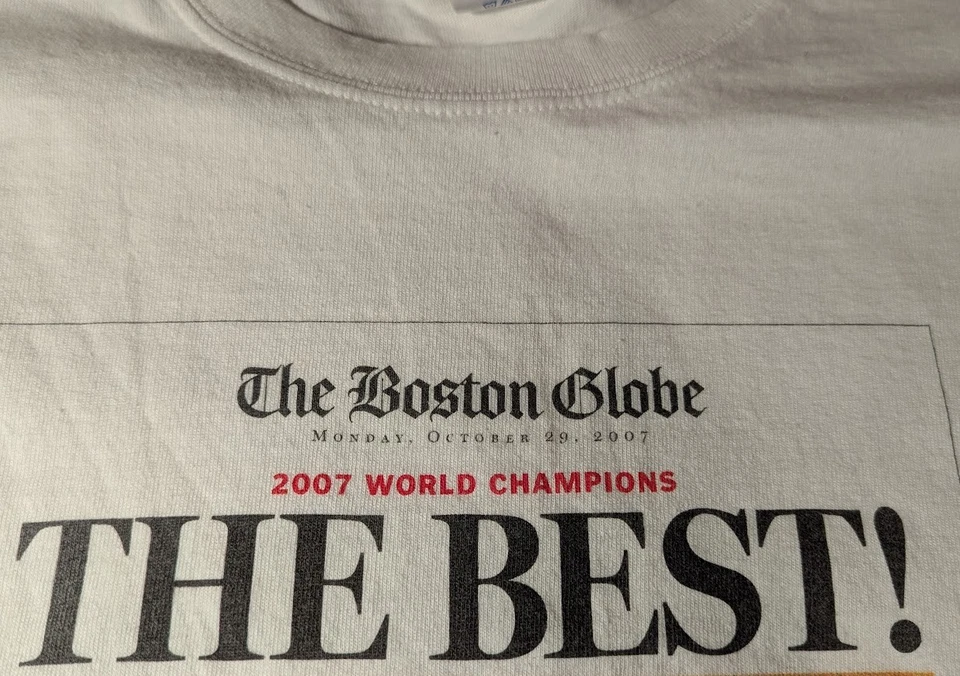 The Boston Globe
Monday, October 29, 2007
2007 WORLD CHAMPIONS
THE BEST!